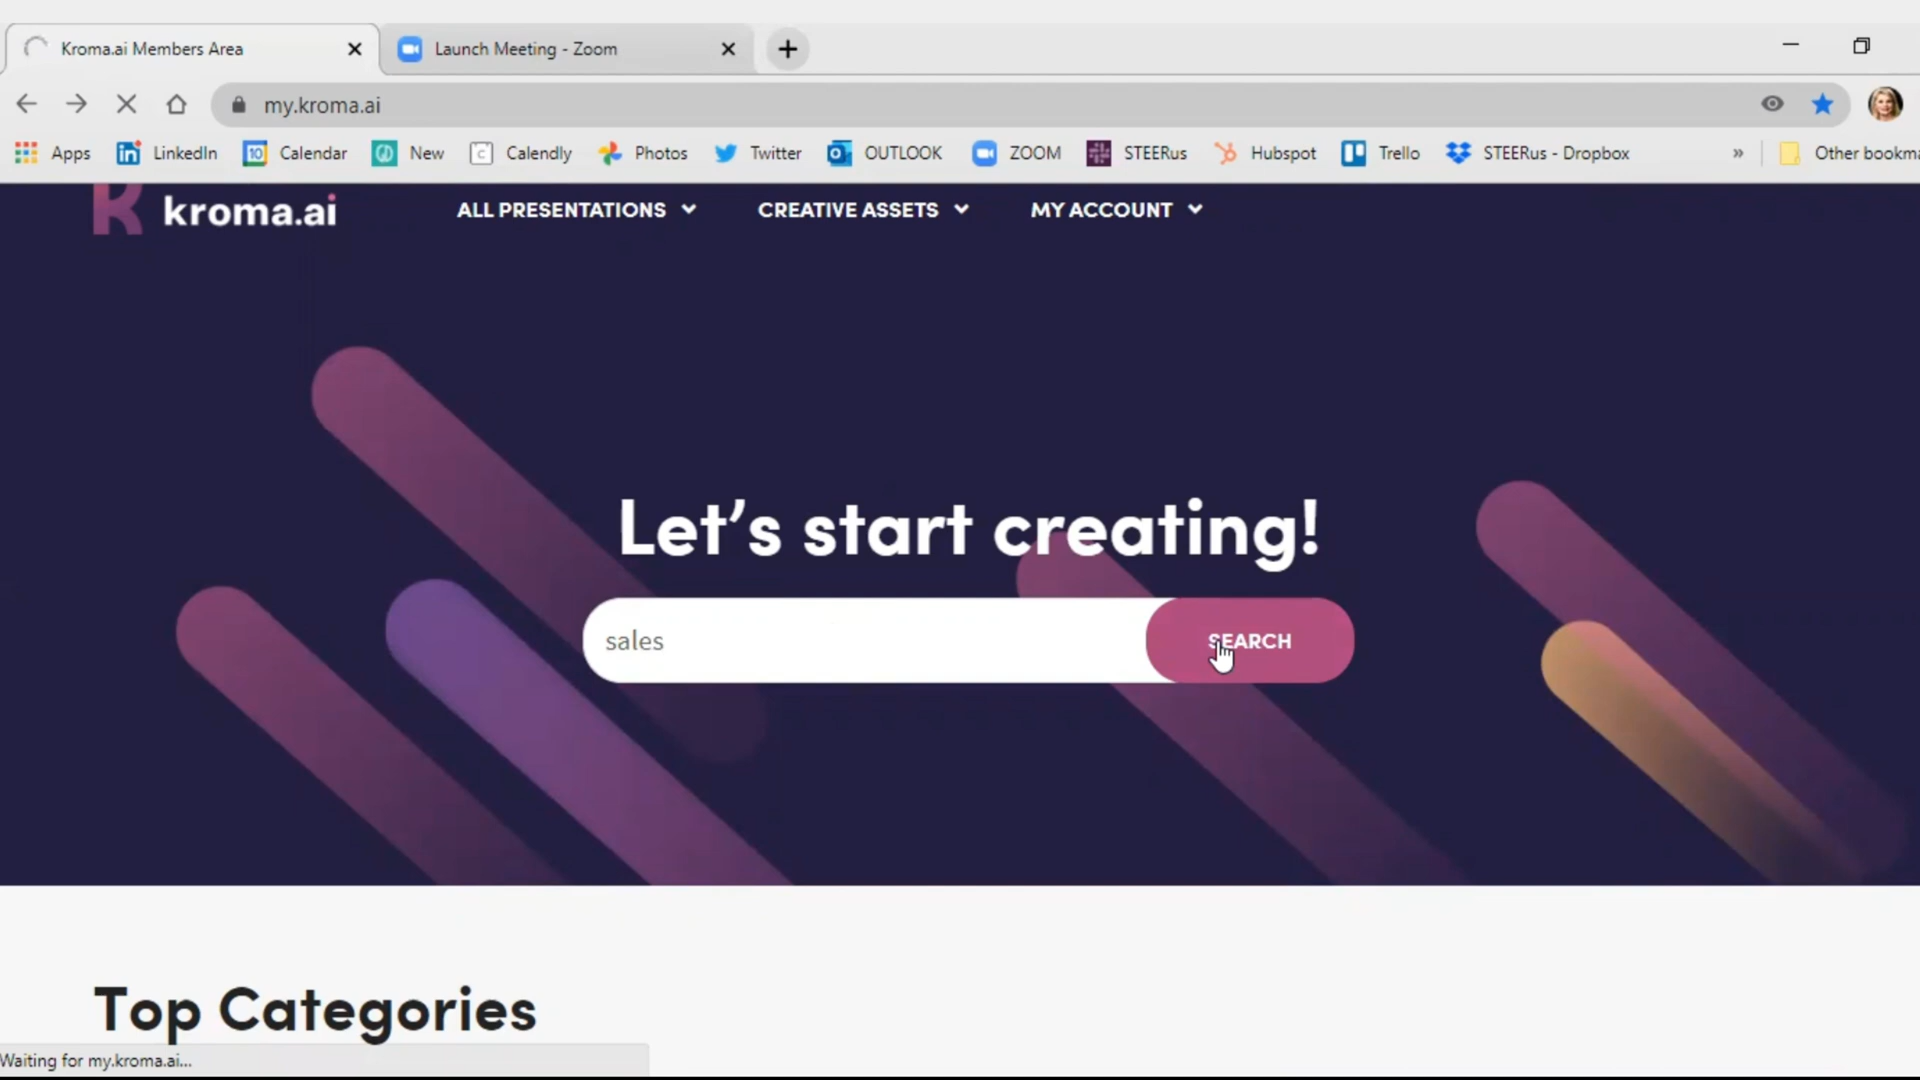 Kroma.ai Members Area
Launch Meeting - Zoom
my.kroma.ai
Apps LinkedIn 10 Calendar New C Calendly Photos Twitter OUTLOOK ZOOM STEERus Hubspot Trello STEERus - Dropbox » Other bookma
K kroma.ai ALL PRESENTATIONS CREATIVE ASSETS MY ACCOUNT
Let's start creating!
sales SEARCH
Top Categories
Waiting for my.kroma.ai...